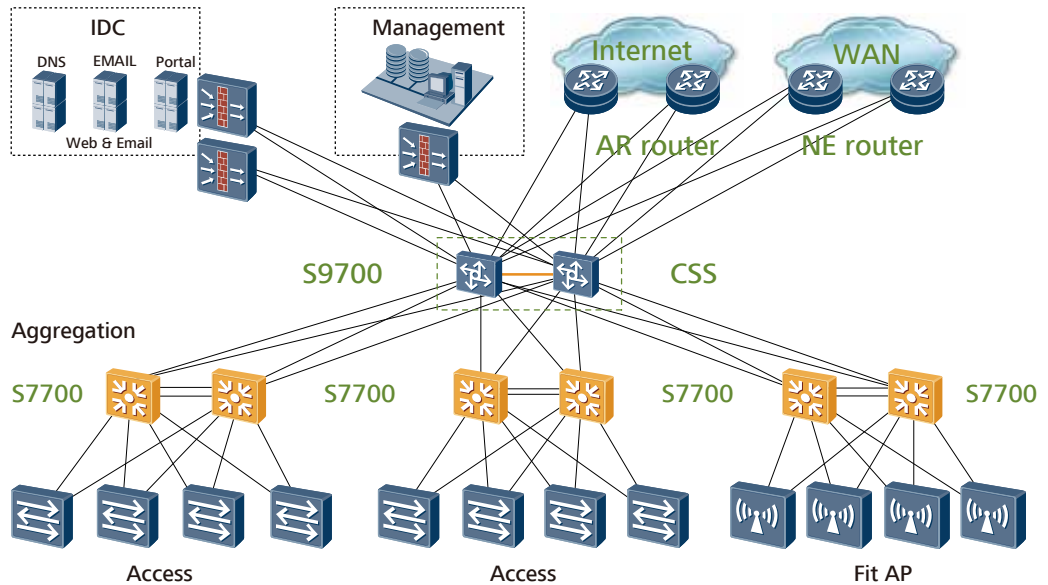 IDC
Management
Internet
WAN
DNS
EMAIL
Portal
Web & Email
AR router
NE router
S9700
CSS
Aggregation
S7700
S7700
S7700
S7700
Access
Access
Fit AP